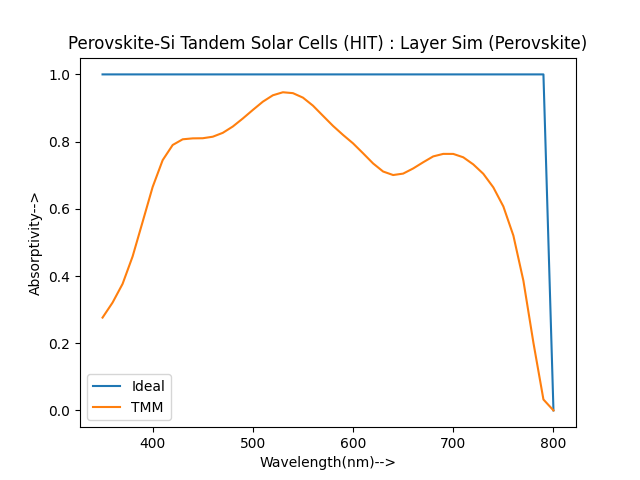 Perovskite-Si Tandem Solar Cells (HIT) : Layer Sim (Perovskite)
1.0
0.8
0.6
0.4
0.2
0.0
Absorptivity-->
Ideal
TMM
400
500
600
700
800
Wavelength(nm)-->